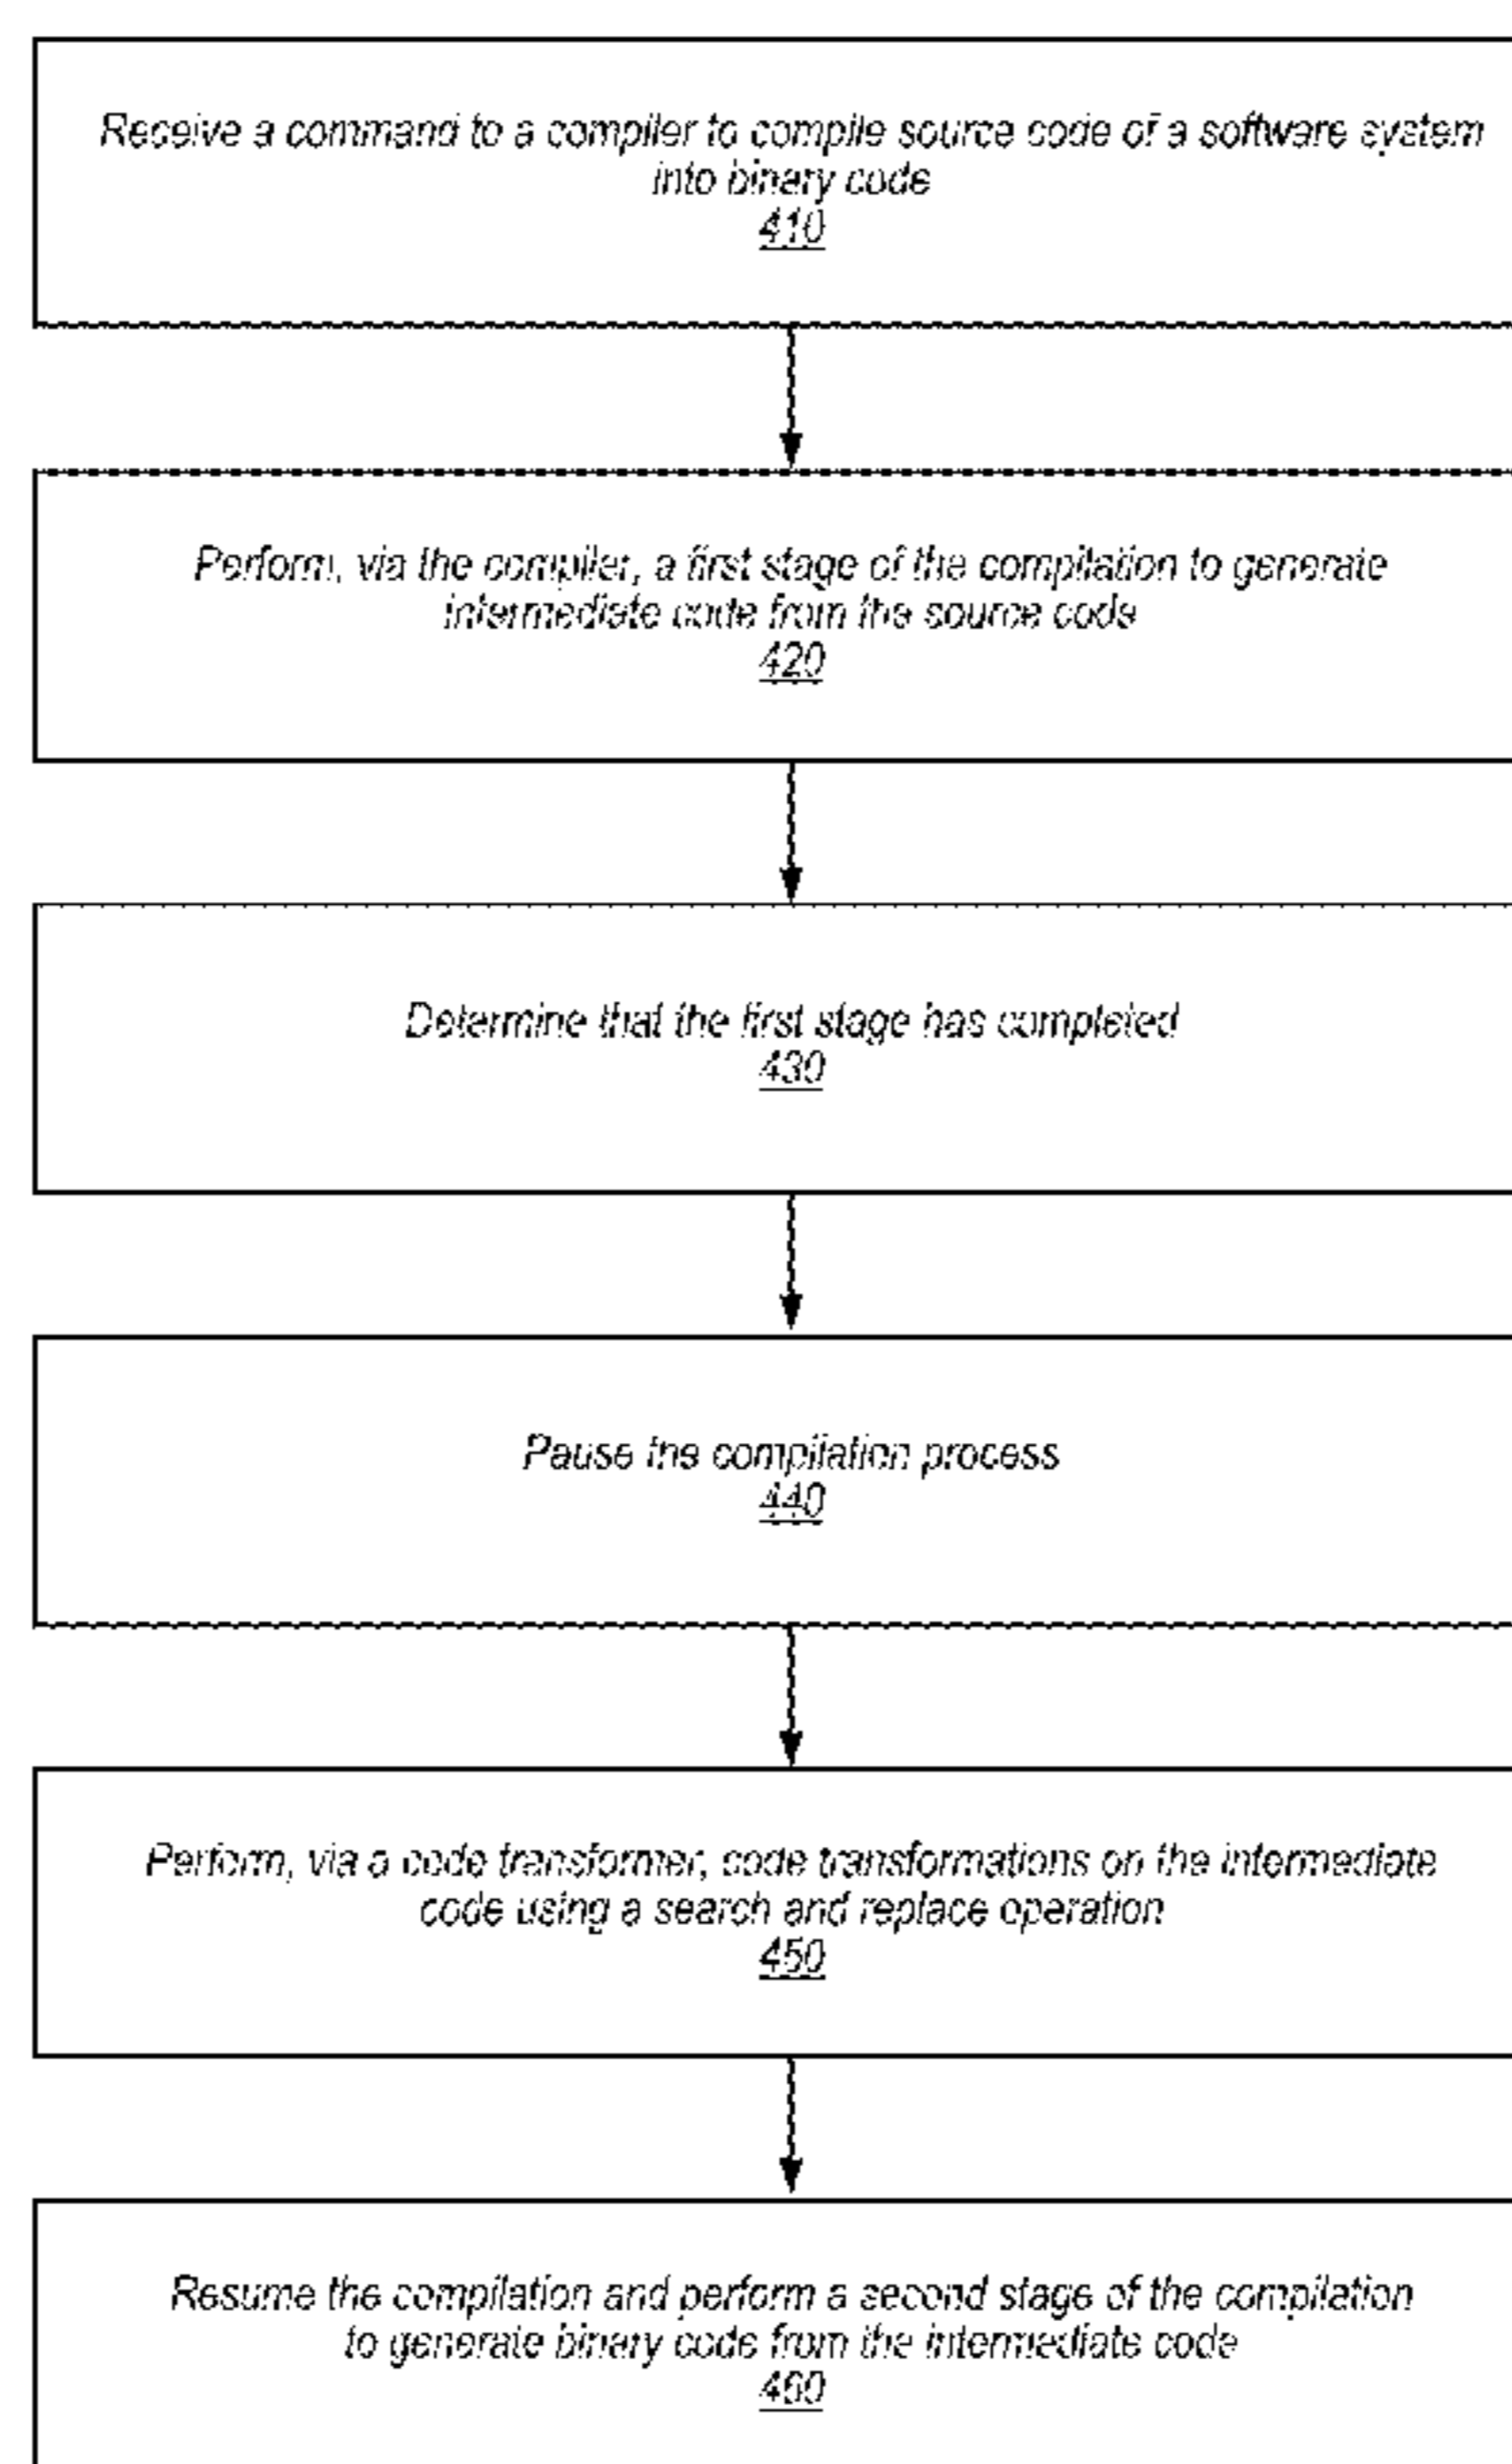 Receive a command to a compiler to compile source code of a software system
into binary code
410
Perform, via the compiler, a first stage of the compilation to generate
intermediate code from the source code
420
Determine that the first stage has completed
430
Pause the compilation process
440
Perform, via a code transformer, code transformations on the intermediate
code using a search and replace operation
450
Resume the compilation and perform a second stage of the compilation
to generate binary code from the intermediate code
460